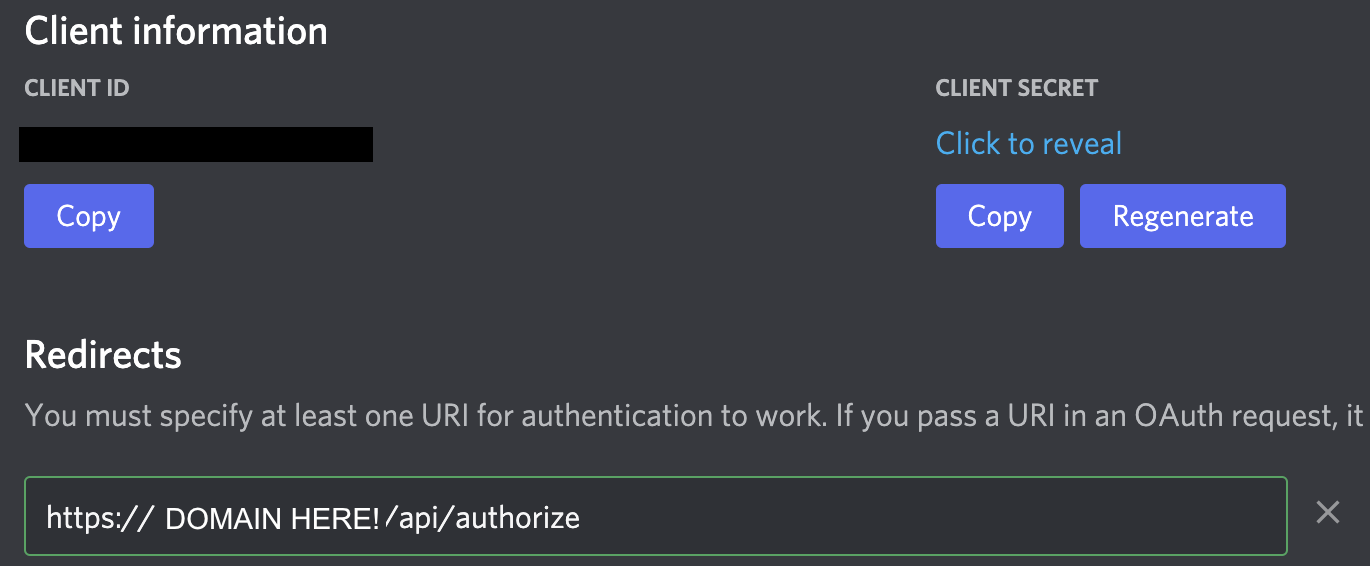 Client information
CLIENT ID
CLIENT SECRET
Click to reveal
Copy
Copy
Regenerate
Redirects
You must specify at least one URI for authentication to work. If you pass a URI in an OAuth request, it
https:// DOMAIN HERE! /api/authorize